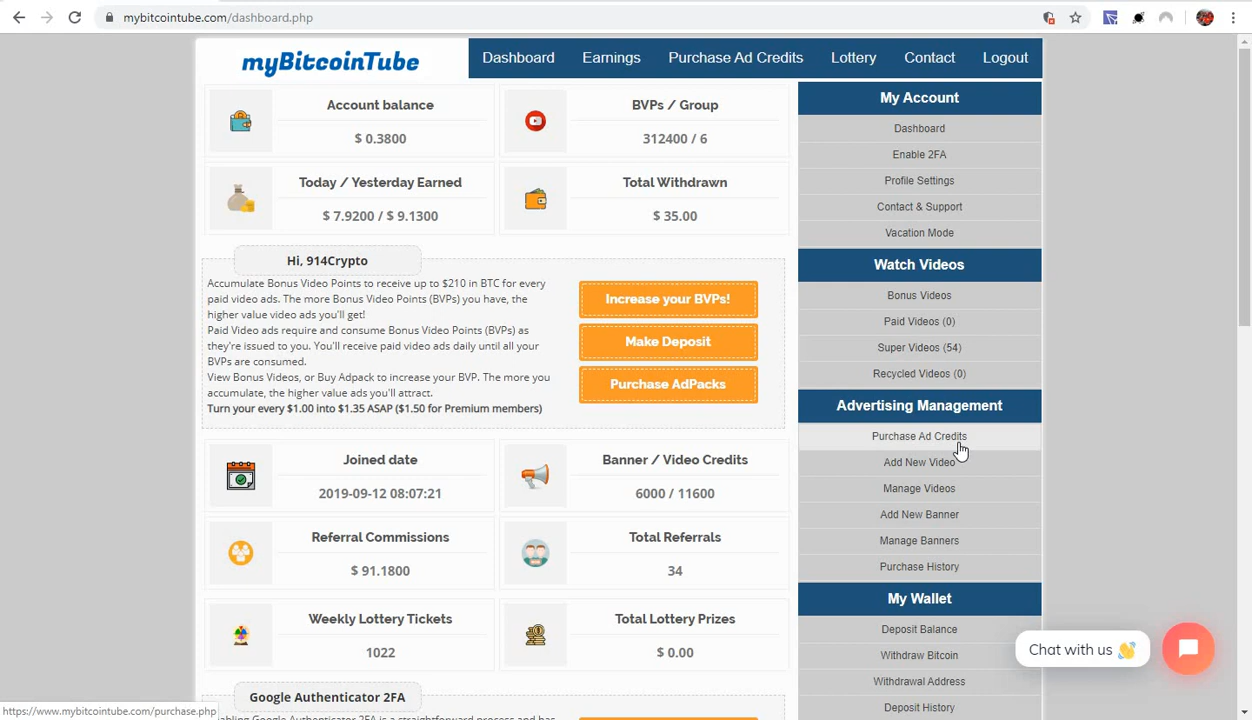 mybitcointube.com/dashboard.php
myBitcoinTube
Dashboard Earnings Purchase Ad Credits Lottery Contact Logout
Account balance
$ 0.3800
BVPs / Group
312400 / 6
Today / Yesterday Earned
$ 7.9200 / $ 9.1300
Total Withdrawn
$ 35.00
Hi, 914Crypto
Accumulate Bonus Video Points to receive up to $210 in BTC for every
paid video ads. The more Bonus Video Points (BVPs) you have, the
higher value video ads you'll get!
Paid Video ads require and consume Bonus Video Points (BVPs) as
they're issued to you. You'll receive paid video ads daily until all your
BVPs are consumed.
View Bonus Videos, or Buy Adpack to increase your BVP. The more you
accumulate, the higher value ads you'll attract.
Turn your every $1.00 into $1.35 ASAP ($1.50 for Premium members)
Increase your BVPs!
Make Deposit
Purchase AdPacks
Joined date
2019-09-12 08:07:21
Banner / Video Credits
6000 / 11600
Referral Commissions
$ 91.1800
Total Referrals
34
Weekly Lottery Tickets
1022
Total Lottery Prizes
$ 0.00
Google Authenticator 2FA
My Account
Dashboard
Enable 2FA
Profile Settings
Contact & Support
Vacation Mode
Watch Videos
Bonus Videos
Paid Videos (0)
Super Videos (54)
Recycled Videos (0)
Advertising Management
Purchase Ad Credits
Add New Video
Manage Videos
Add New Banner
Manage Banners
Purchase History
My Wallet
Deposit Balance
Withdraw Bitcoin
Withdrawal Address
Deposit History
Chat with us 👋
https://www.mybitcointube.com/purchase.php